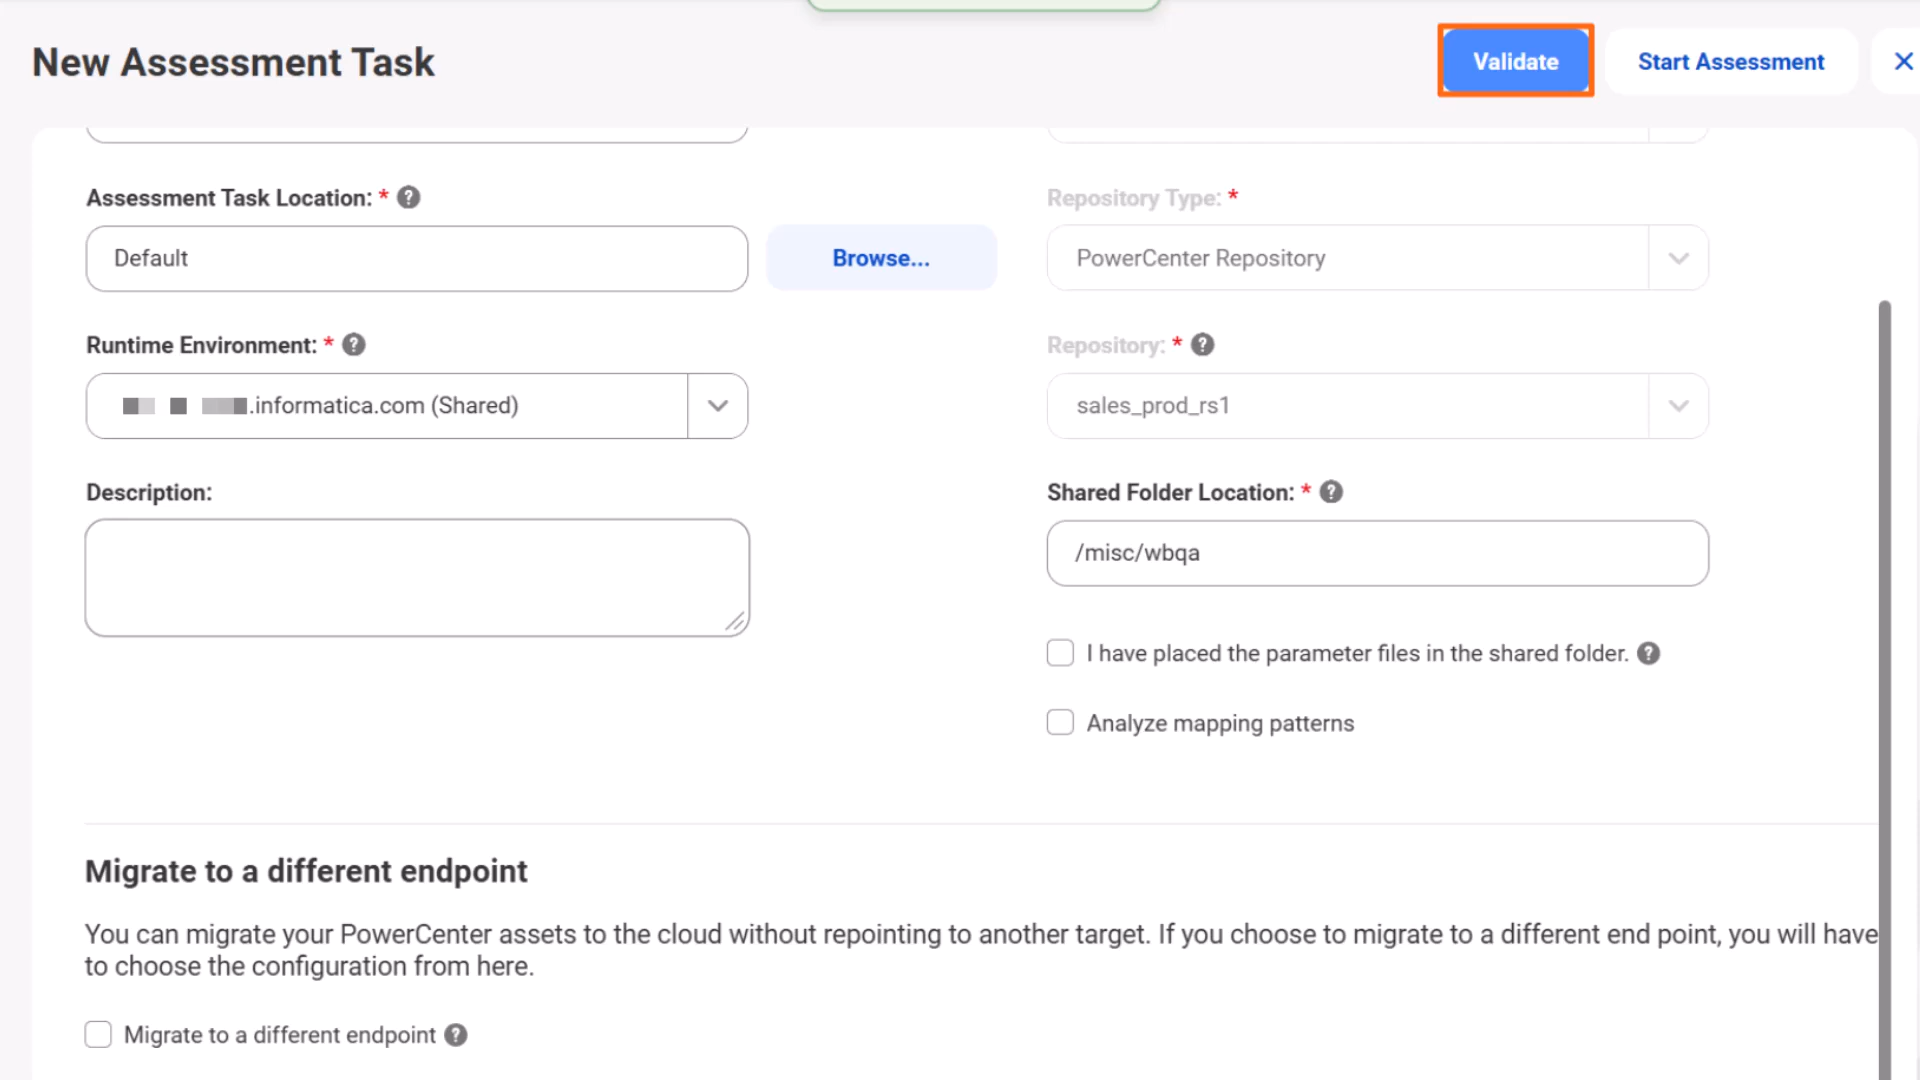 New Assessment Task
Validate
Start Assessment
Assessment Task Location: *
Default
Browse...
Repository Type: *
PowerCenter Repository
Runtime Environment: *
.informatica.com (Shared)
Repository: *
sales_prod_rs1
Description:
Shared Folder Location: *
/misc/wbqa
I have placed the parameter files in the shared folder.
Analyze mapping patterns
Migrate to a different endpoint
You can migrate your PowerCenter assets to the cloud without repointing to another target. If you choose to migrate to a different end point, you will have
to choose the configuration from here.
Migrate to a different endpoint